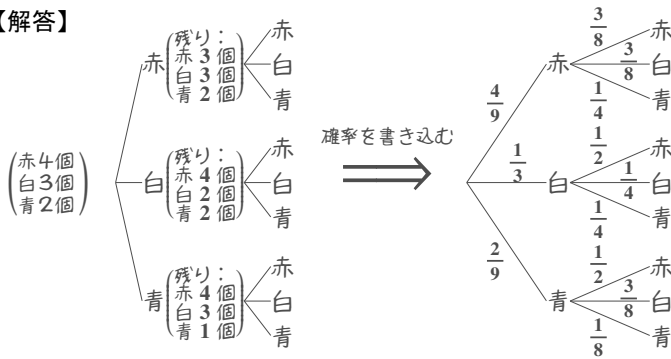 【解答】
赤4個
白3個
青2個
赤
残り：
赤 3 個
白 3 個
青 2 個
赤
白
青
白
残り：
赤 4 個
白 2 個
青 2 個
赤
白
青
青
残り：
赤 4 個
白 3 個
青 1 個
赤
白
青
確率を書き込む
4/9
赤
3/8
赤
3/8
白
1/4
青
1/3
白
1/2
赤
1/4
白
1/4
青
2/9
青
1/2
赤
3/8
白
1/8
青